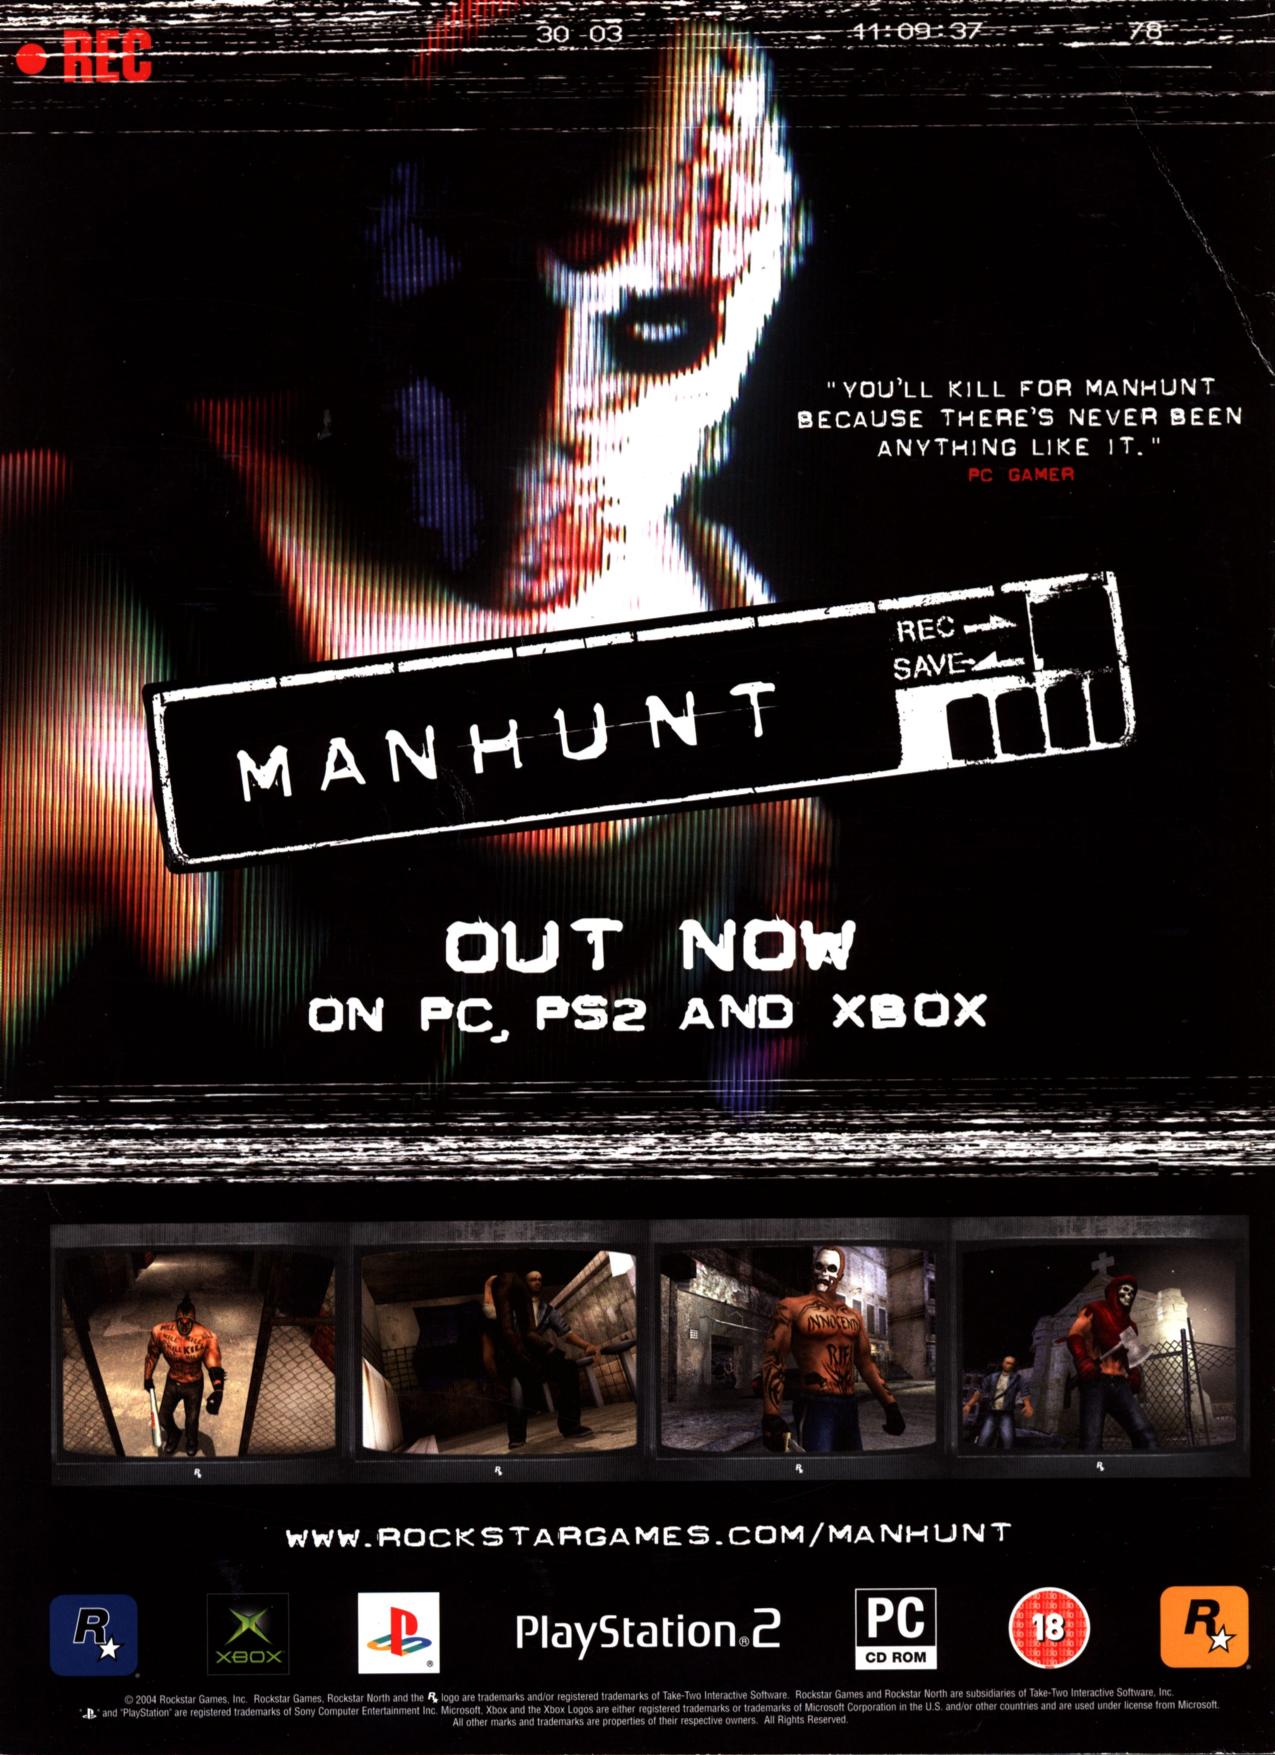 REC
30 03
11:09:37
78
"YOU'LL KILL FOR MANHUNT
BECAUSE THERE'S NEVER BEEN
ANYTHING LIKE IT."
PC GAMER
REC
SAVE
MANHUNT
OUT NOW
ON PC, PS2 AND XBOX
KILL
INNOCENT
RIP
WWW.ROCKSTARGAMES.COM/MANHUNT
R
XBOX
PlayStation®2
PC
CD ROM
18
R
© 2004 Rockstar Games, Inc. Rockstar Games, Rockstar North and the R logo are trademarks and/or registered trademarks of Take-Two Interactive Software. Rockstar Games and Rockstar North are subsidiaries of Take-Two Interactive Software, Inc.
" " and "PlayStation" are registered trademarks of Sony Computer Entertainment Inc. Microsoft, Xbox and the Xbox Logos are either registered trademarks or trademarks of Microsoft Corporation in the U.S. and/or other countries and are used under license from Microsoft.
All other marks and trademarks are properties of their respective owners. All Rights Reserved.